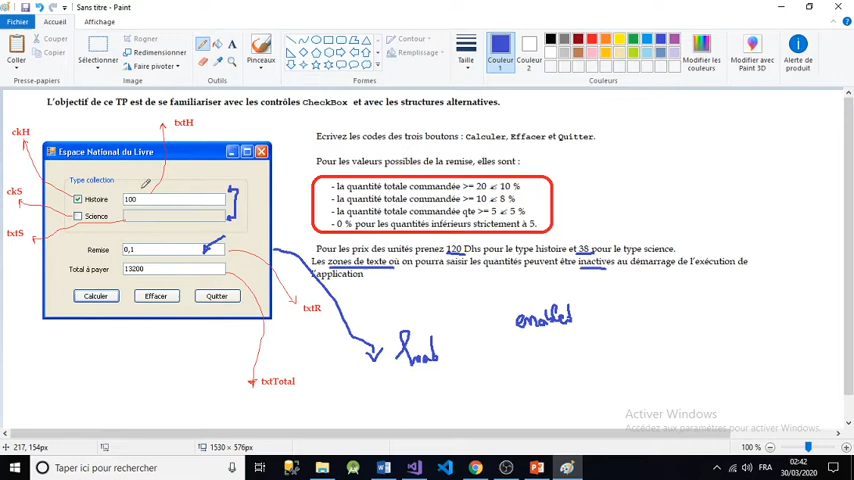 Sans titre - Paint
Fichier Accueil Affichage
Coller
Couper
Copier
Presse-papiers
Sélectionner
Rogner
Redimensionner
Faire pivoter
Image
Outils
Pinceaux
Contour
Remplissage
Formes
Taille
Couleur 1
Couleur 2
Couleurs
Modifier les couleurs
Modifier avec Paint 3D
Alerte de produit
L'objectif de ce TP est de se familiariser avec les contrôles CheckBox et avec les structures alternatives.
txtH
ckH
ckS
txtS
Espace National du Livre
Type collection
Histoire 100
Science
Remise 0,1
Total à payer 13200
Calculer Effacer Quitter
txtR
txtTotal
Ecrivez les codes des trois boutons : Calculer, Effacer et Quitter.
Pour les valeurs possibles de la remise, elles sont :
- la quantité totale commandée >= 20 10 %
- la quantité totale commandée >= 10 8 %
- la quantité totale commandée qte >= 5 5 %
- 0 % pour les quantités inférieurs strictement à 5.
Pour les prix des unités prenez 120 Dhs pour le type histoire et 38 pour le type science.
Les zones de texte où on pourra saisir les quantités peuvent être inactives au démarrage de l'exécution de
l'application
enabled
Activer Windows
Accédez aux paramètres pour activer Windows.
217, 154px 1530 × 576px 100 %
Taper ici pour rechercher
FRA
02:42
30/03/2020